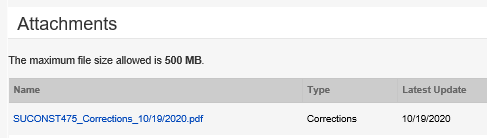 Attachments
The maximum file size allowed is 500 MB.
Name Type Latest Update
SUCONST475_Corrections_10/19/2020.pdf Corrections 10/19/2020